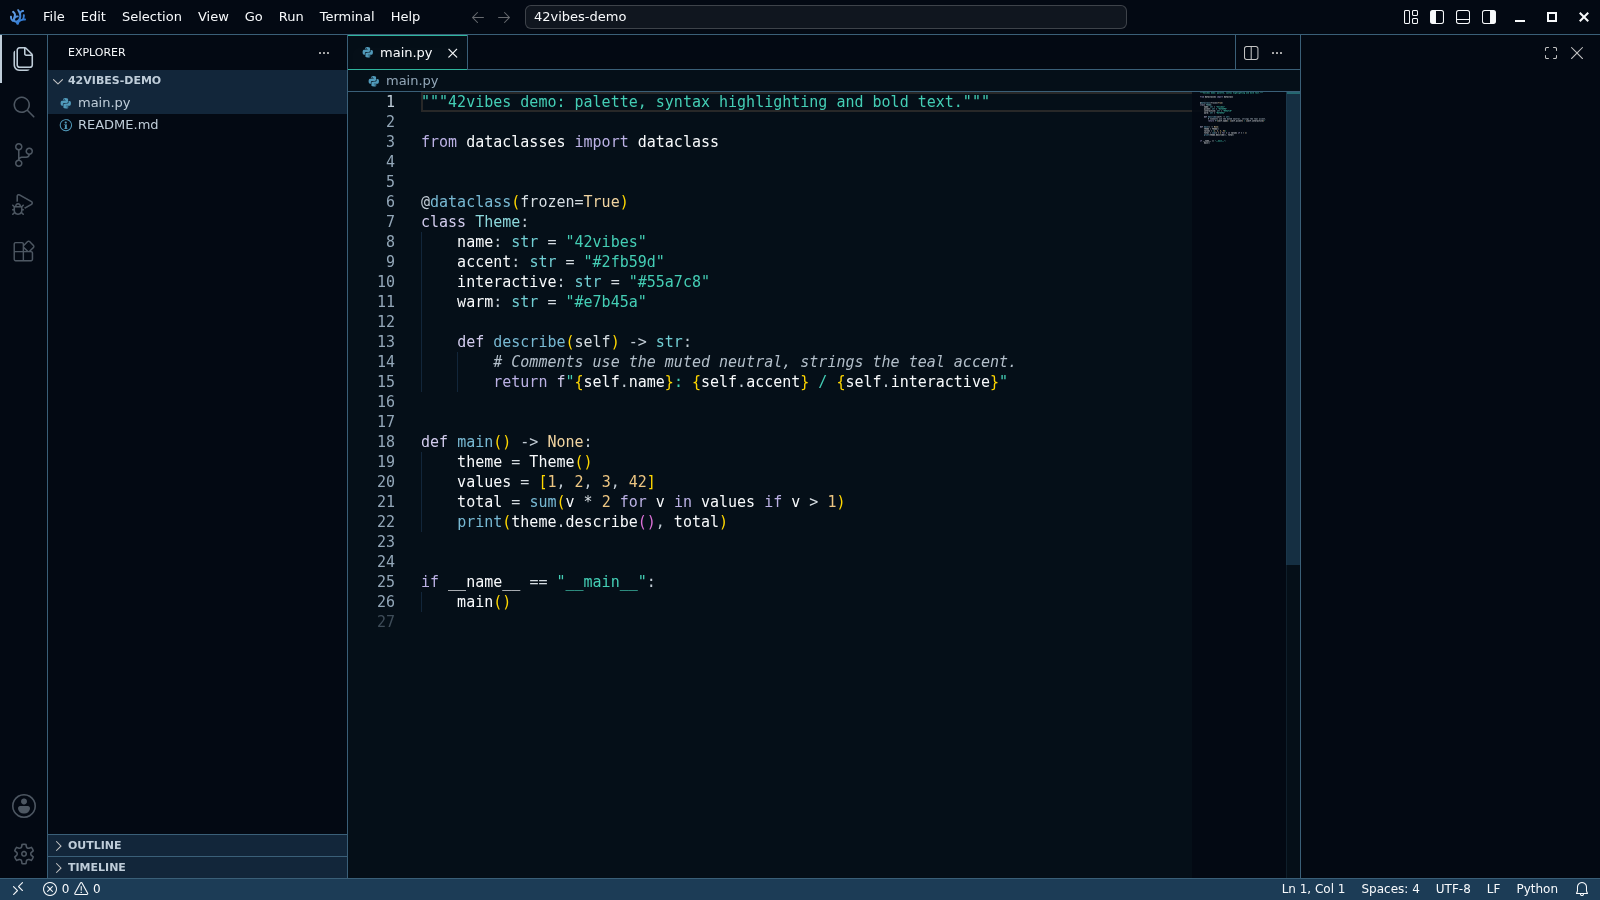 File Edit Selection View Go Run Terminal Help
42vibes-demo
EXPLORER
42VIBES-DEMO
main.py
README.md
OUTLINE
TIMELINE
main.py
main.py
1 """42vibes demo: palette, syntax highlighting and bold text."""
2
3 from dataclasses import dataclass
4
5
6 @dataclass(frozen=True)
7 class Theme:
8     name: str = "42vibes"
9     accent: str = "#2fb59d"
10     interactive: str = "#55a7c8"
11     warm: str = "#e7b45a"
12
13     def describe(self) -> str:
14         # Comments use the muted neutral, strings the teal accent.
15         return f"{self.name}: {self.accent} / {self.interactive}"
16
17
18 def main() -> None:
19     theme = Theme()
20     values = [1, 2, 3, 42]
21     total = sum(v * 2 for v in values if v > 1)
22     print(theme.describe(), total)
23
24
25 if __name__ == "__main__":
26     main()
27
0 0
Ln 1, Col 1 Spaces: 4 UTF-8 LF Python